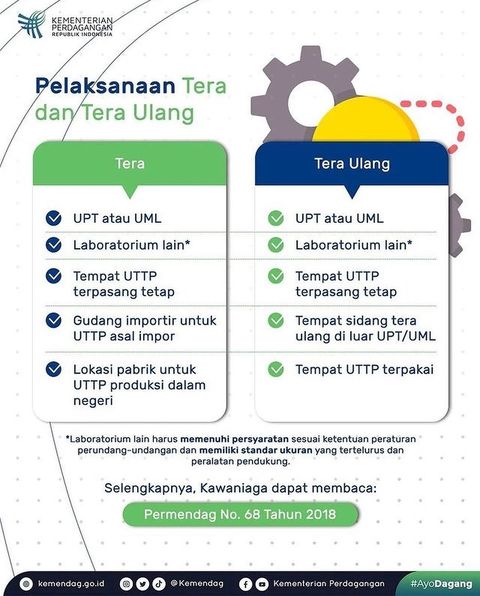 KEMENTERIAN
PERDAGANGAN
REPUBLIK INDONESIA
Pelaksanaan Tera
dan Tera Ulang
Tera
UPT atau UML
Laboratorium lain*
Tempat UTTP
terpasang tetap
Gudang importir untuk
UTTP asal impor
Lokasi pabrik untuk
UTTP produksi dalam
negeri
Tera Ulang
UPT atau UML
Laboratorium lain*
Tempat UTTP
terpasang tetap
Tempat sidang tera
ulang di luar UPT/UML
Tempat UTTP terpakai
*Laboratorium lain harus memenuhi persyaratan sesuai ketentuan peraturan
perundang-undangan dan memiliki standar ukuran yang tertelurus dan
peralatan pendukung.
Selengkapnya, Kawaniaga dapat membaca:
Permendag No. 68 Tahun 2018
kemendag.go.id
@Kemendag
Kementerian Perdagangan
#AyoDagang